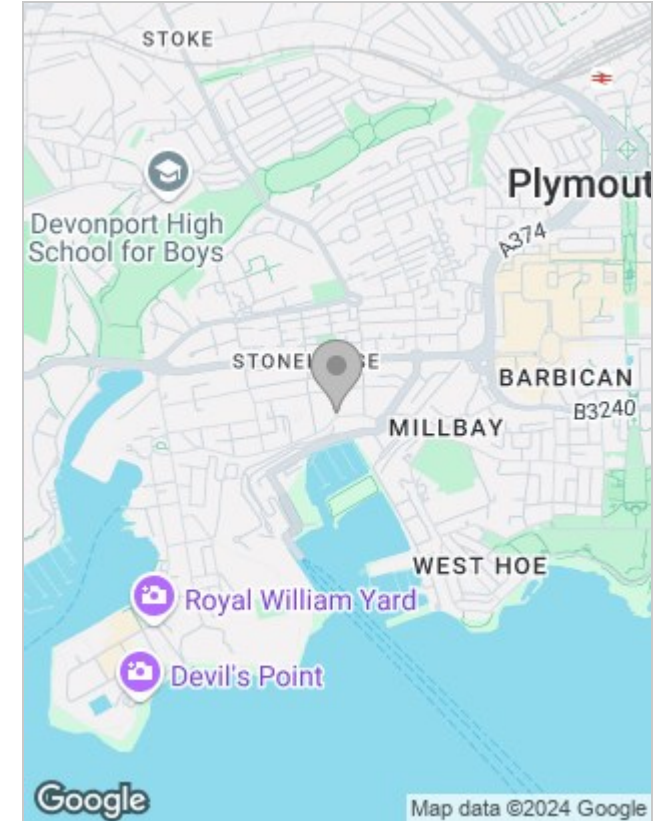 STOKE
Plymout
Devonport High
School for Boys
A374
BARBICAN
B3240
MILLBAY
WEST HOE
Royal William Yard
Devil's Point
Google
Map data ©2024 Google